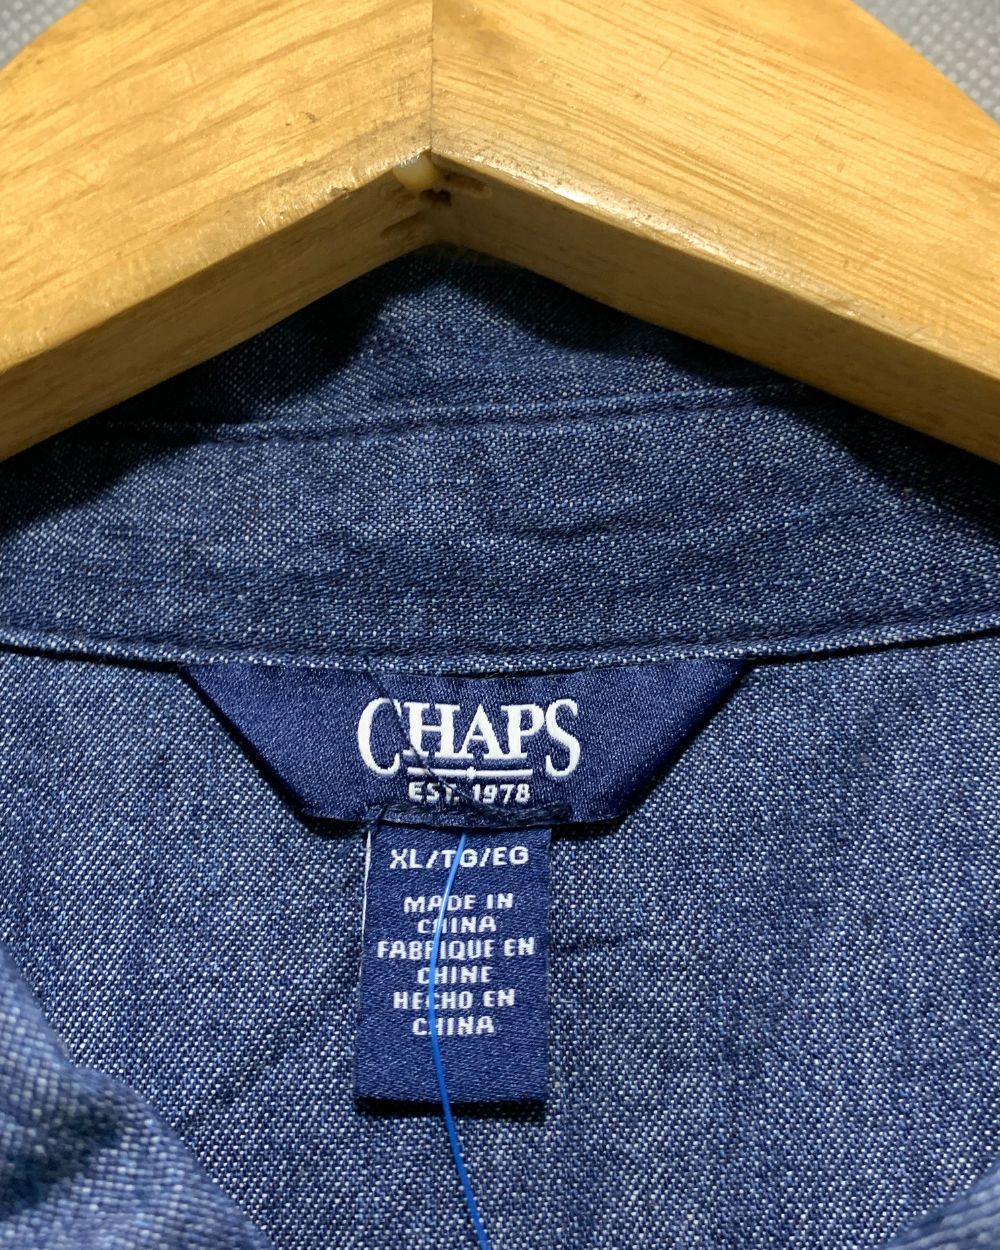 CHAPS
EST. 1978
XL/TG/EG
MADE IN
CHINA
FABRIQUE EN
CHINE
HECHO EN
CHINA